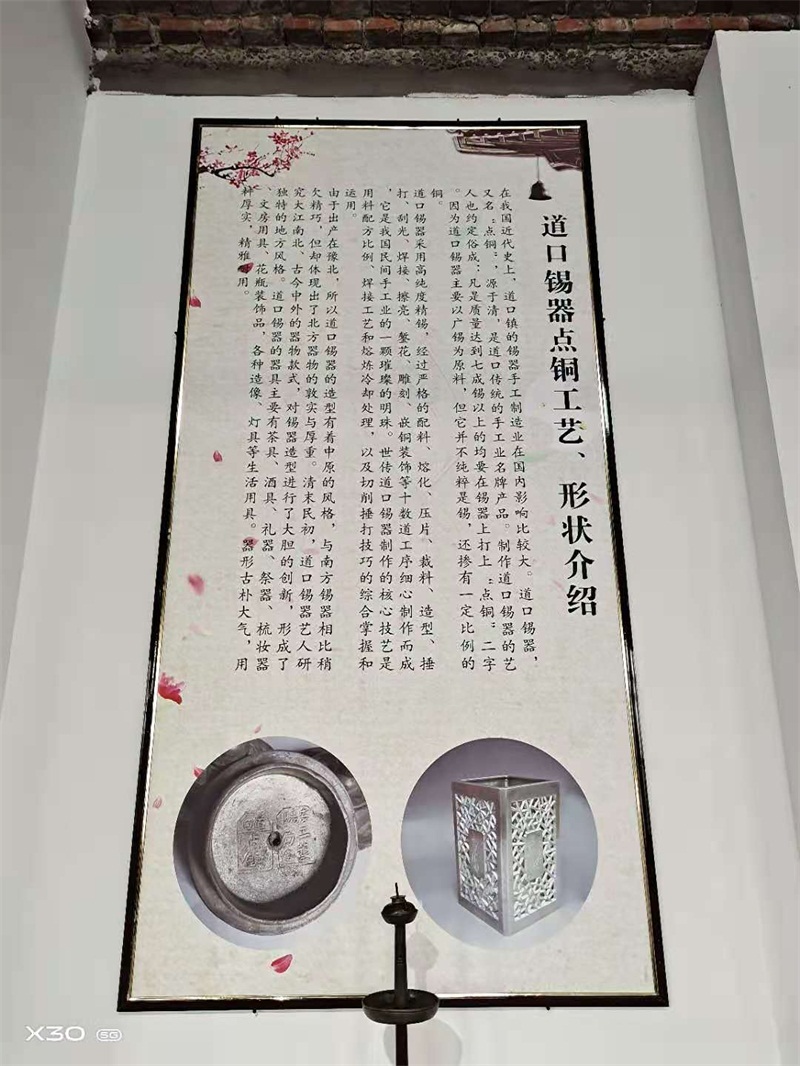 道口锡器点铜工艺、形状介绍
在我国近代史上，道口镇的锡器手工制造业在国内影响比较大。道口锡器，
又名“点铜”，源于清，是道口传统的手工业名牌产品。制作道口锡器的艺
人也约定俗成：凡是质量达到七成锡以上的均要在锡器上打上“点铜”二字
。因为道口锡器主要以广锡为原料，但它并不纯粹是锡，还掺有一定比例的
铜。
道口锡器采用高纯度精锡，经过严格的配料、熔化、压片、裁料、造型、捶
打、刮光、焊接、擦亮、錾花、雕刻、嵌铜装饰等十数道工序细心制作而成
，它是我国民间手工业的一颗璀璨的明珠。世传道口锡器制作的核心技艺是
用料配方比例、焊接工艺和熔炼冷却处理，以及切削捶打技巧的综合掌握和
运用。
由于出产在豫北，所以道口锡器的造型有着中原的风格，与南方锡器相比稍
欠精巧，但却体现出了北方器物的敦实与厚重。清末民初，道口锡器艺人研
究大江南北、古今中外的器物款式，对锡器造型进行了大胆的创新，形成了
独特的地方风格。道口锡器的器具主要有茶具、酒具、礼器、祭器、梳妆器
、文房用具、花瓶装饰品，各种造像、灯具等生活用具。器形古朴大气，用
料厚实，精雅耐用。
X30 5G